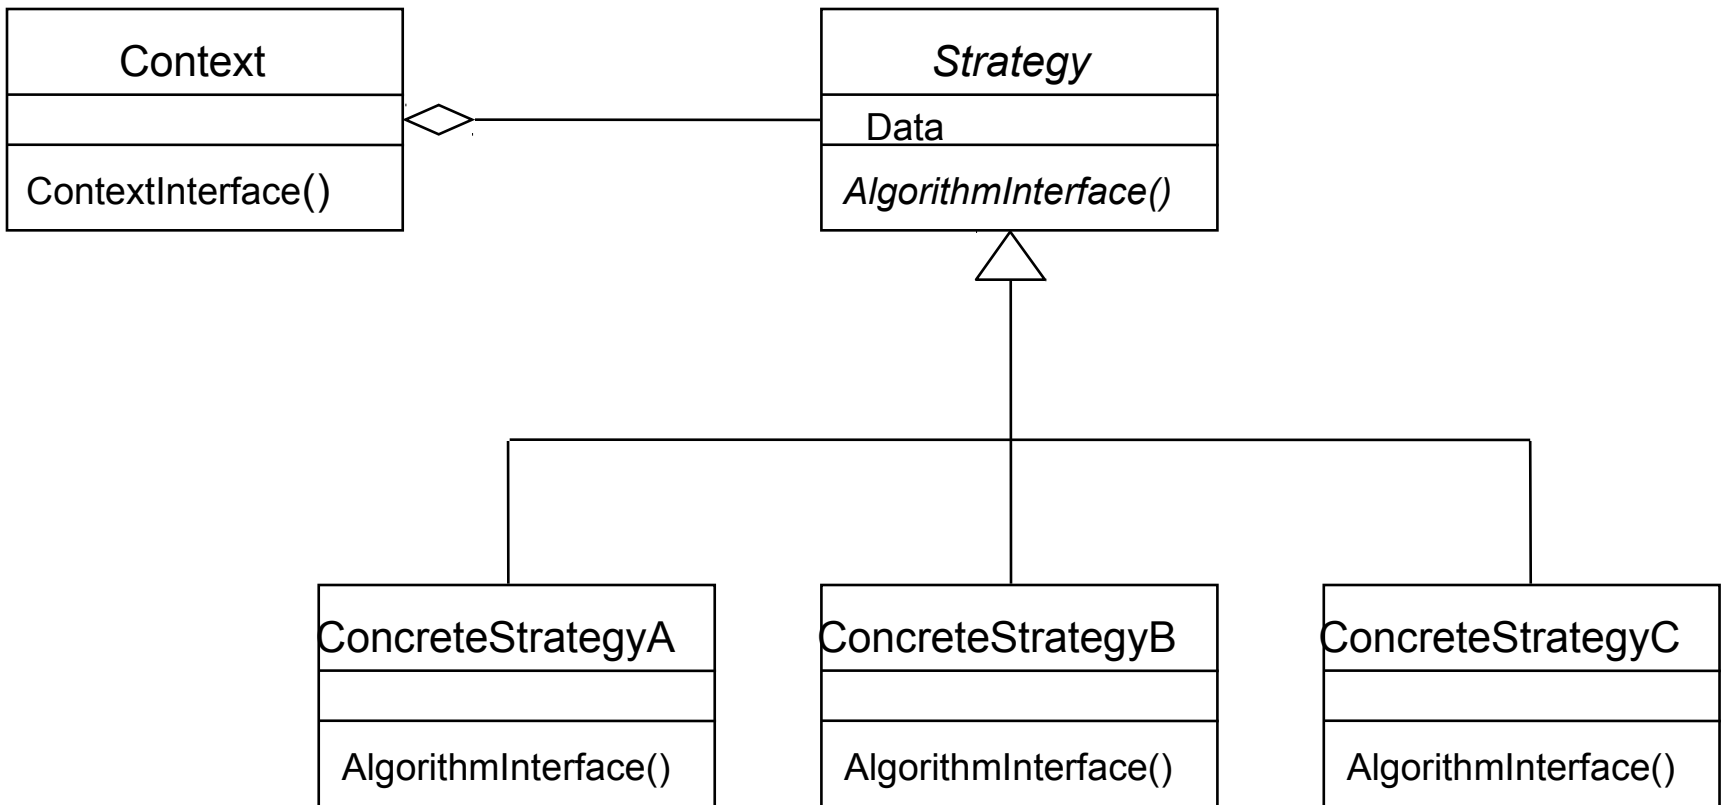 Context
Strategy
Data
ContextInterface()
AlgorithmInterface()
ConcreteStrategyA
ConcreteStrategyB
ConcreteStrategyC
AlgorithmInterface()
AlgorithmInterface()
AlgorithmInterface()